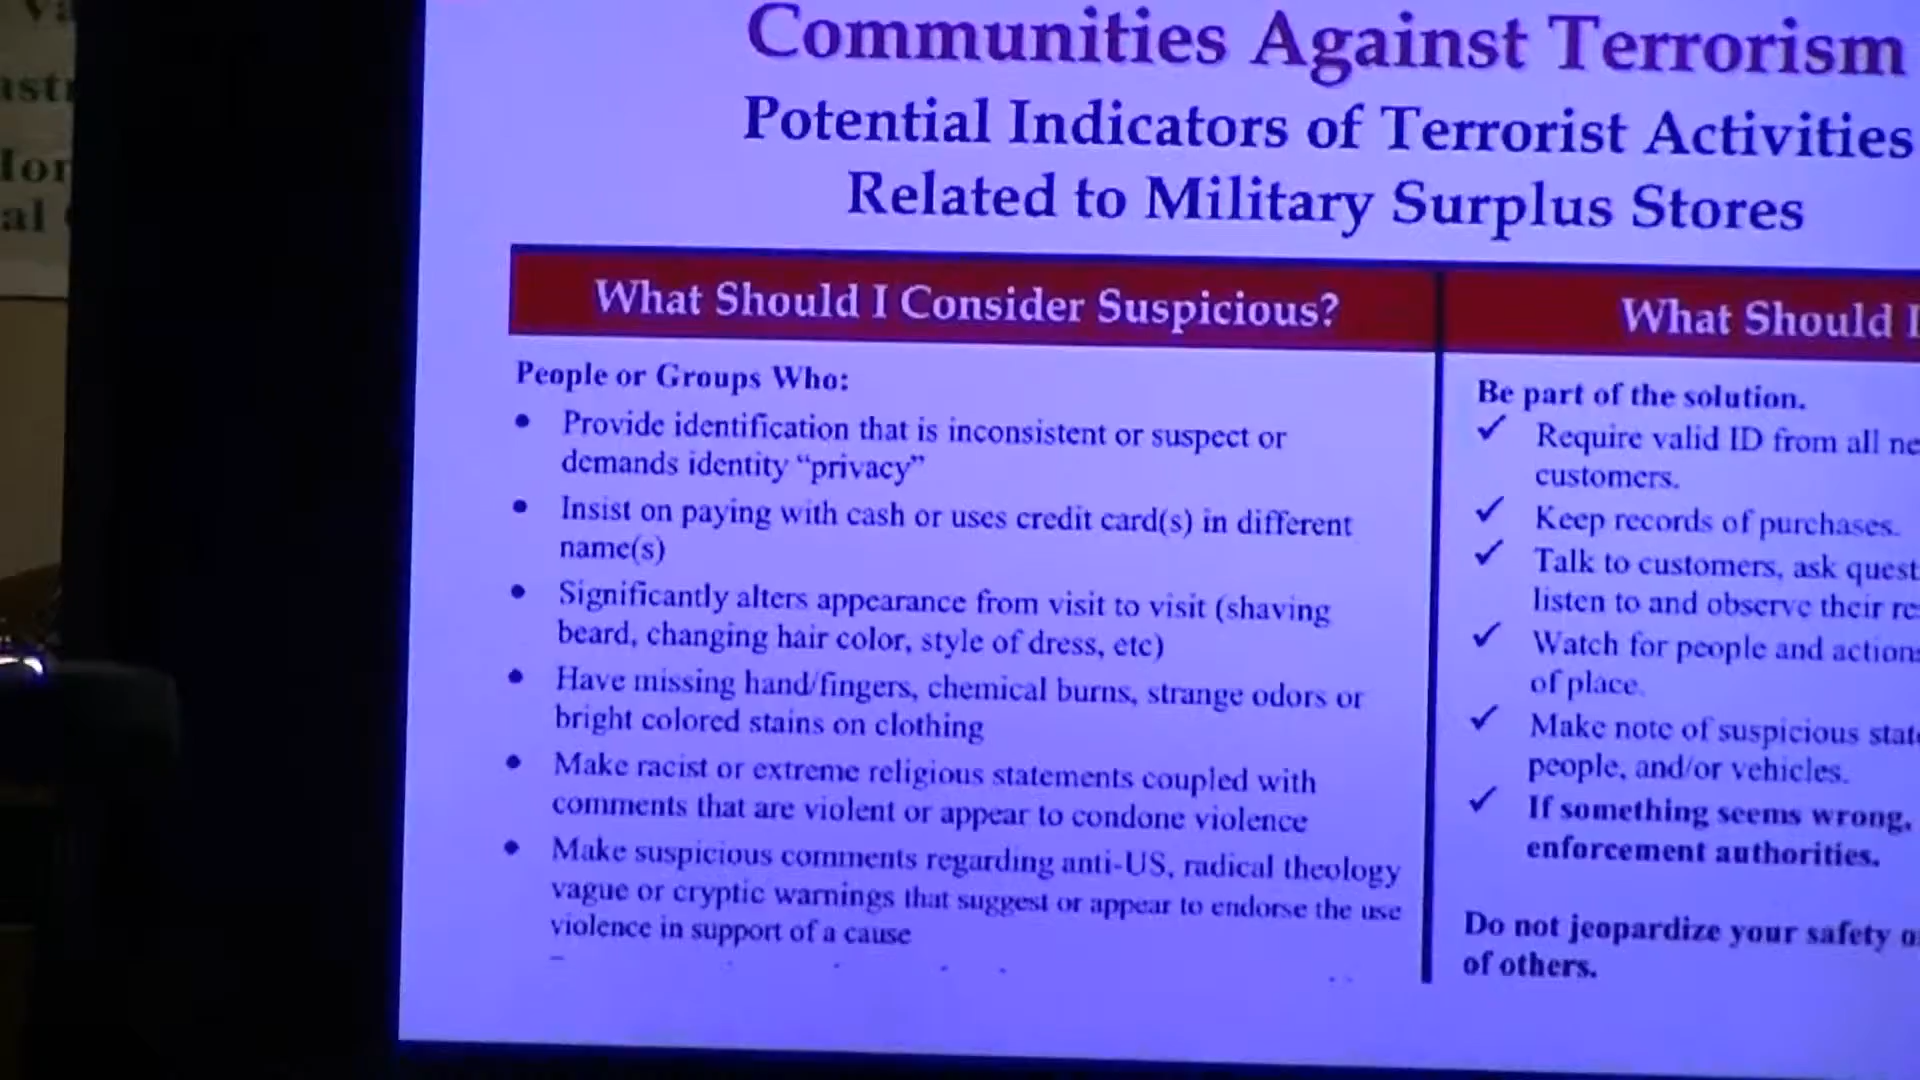 Communities Against Terrorism
Potential Indicators of Terrorist Activities
Related to Military Surplus Stores
What Should I Consider Suspicious?
People or Groups Who:
• Provide identification that is inconsistent or suspect or
demands identity “privacy”
• Insist on paying with cash or uses credit card(s) in different
name(s)
• Significantly alters appearance from visit to visit (shaving
beard, changing hair color, style of dress, etc)
• Have missing hand/fingers, chemical burns, strange odors or
bright colored stains on clothing
• Make racist or extreme religious statements coupled with
comments that are violent or appear to condone violence
• Make suspicious comments regarding anti-US, radical theology
vague or cryptic warnings that suggest or appear to endorse the use
violence in support of a cause
What Should I
Be part of the solution.
✓ Require valid ID from all
customers.
✓ Keep records of purchases.
✓ Talk to customers, ask
listen to and observe their
✓ Watch for people and
of place.
✓ Make note of suspicious
people, and/or vehicles.
✓ If something seems wrong,
enforcement authorities.
Do not jeopardize your safety
of others.